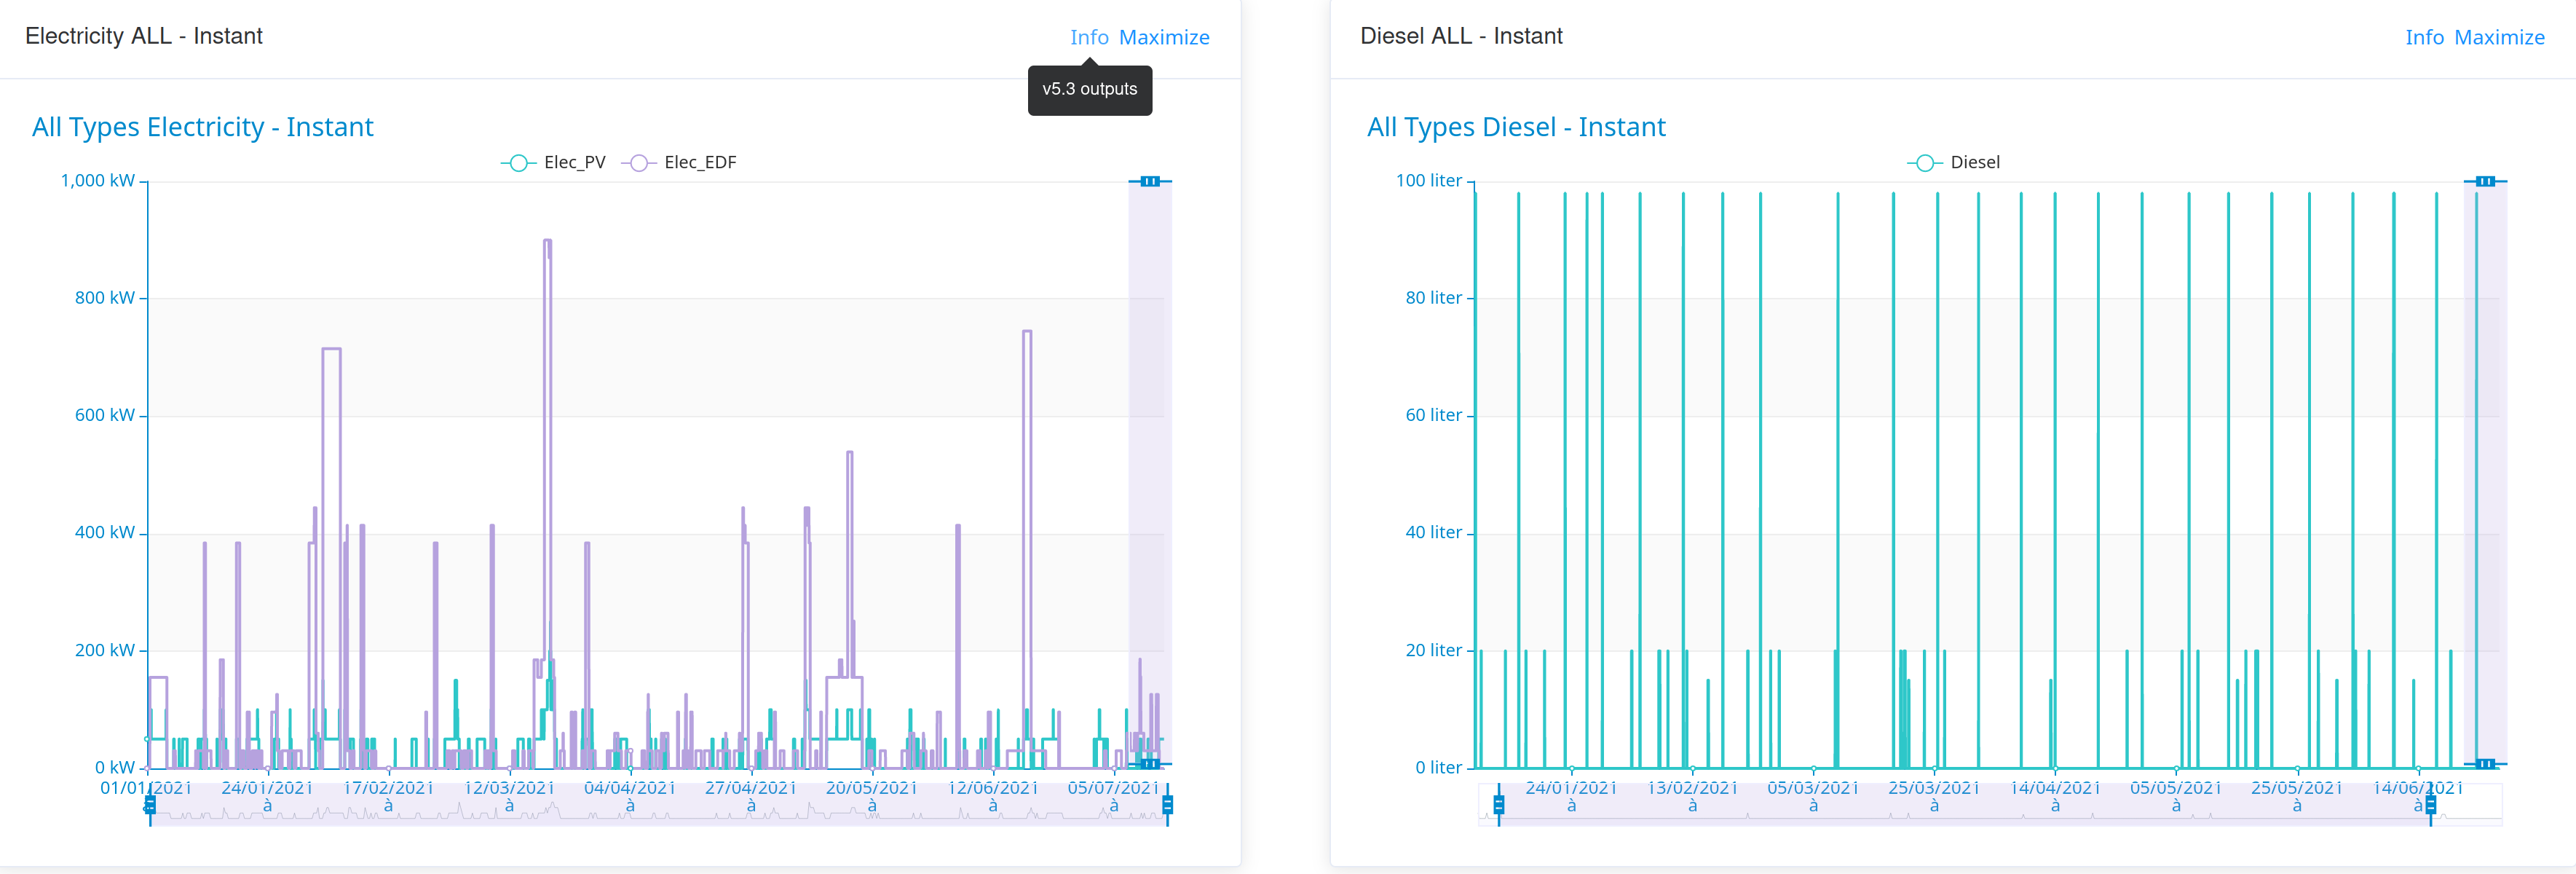 Electricity ALL - Instant
Info Maximize
v5.3 outputs
All Types Electricity - Instant
Elec_PV Elec_EDF
1,000 kW
800 kW
600 kW
400 kW
200 kW
0 kW
01/01/2021 24/01/2021 17/02/2021 12/03/2021 04/04/2021 27/04/2021 20/05/2021 12/06/2021 05/07/2021
à à à à à à à à
Diesel ALL - Instant
Info Maximize
All Types Diesel - Instant
Diesel
100 liter
80 liter
60 liter
40 liter
20 liter
0 liter
24/01/2021 13/02/2021 05/03/2021 25/03/2021 14/04/2021 05/05/2021 25/05/2021 14/06/2021
à à à à à à à à